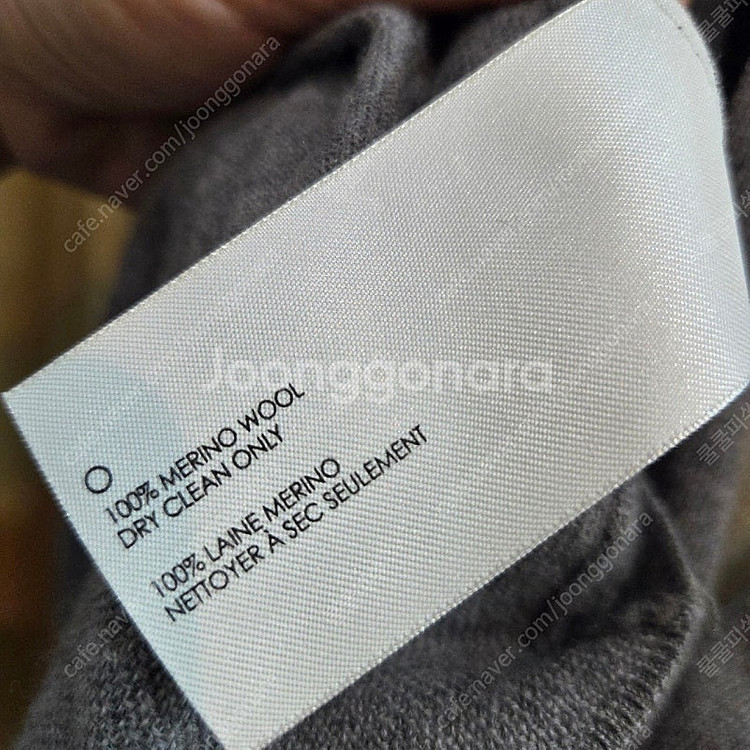 100% MERINO WOOL
DRY CLEAN ONLY
100% LAINE MERINO
NETTOYER À SEC SEULEMENT
Joonggonara
cafe.naver.com/joonggonara
cafe.naver.com/joonggonara